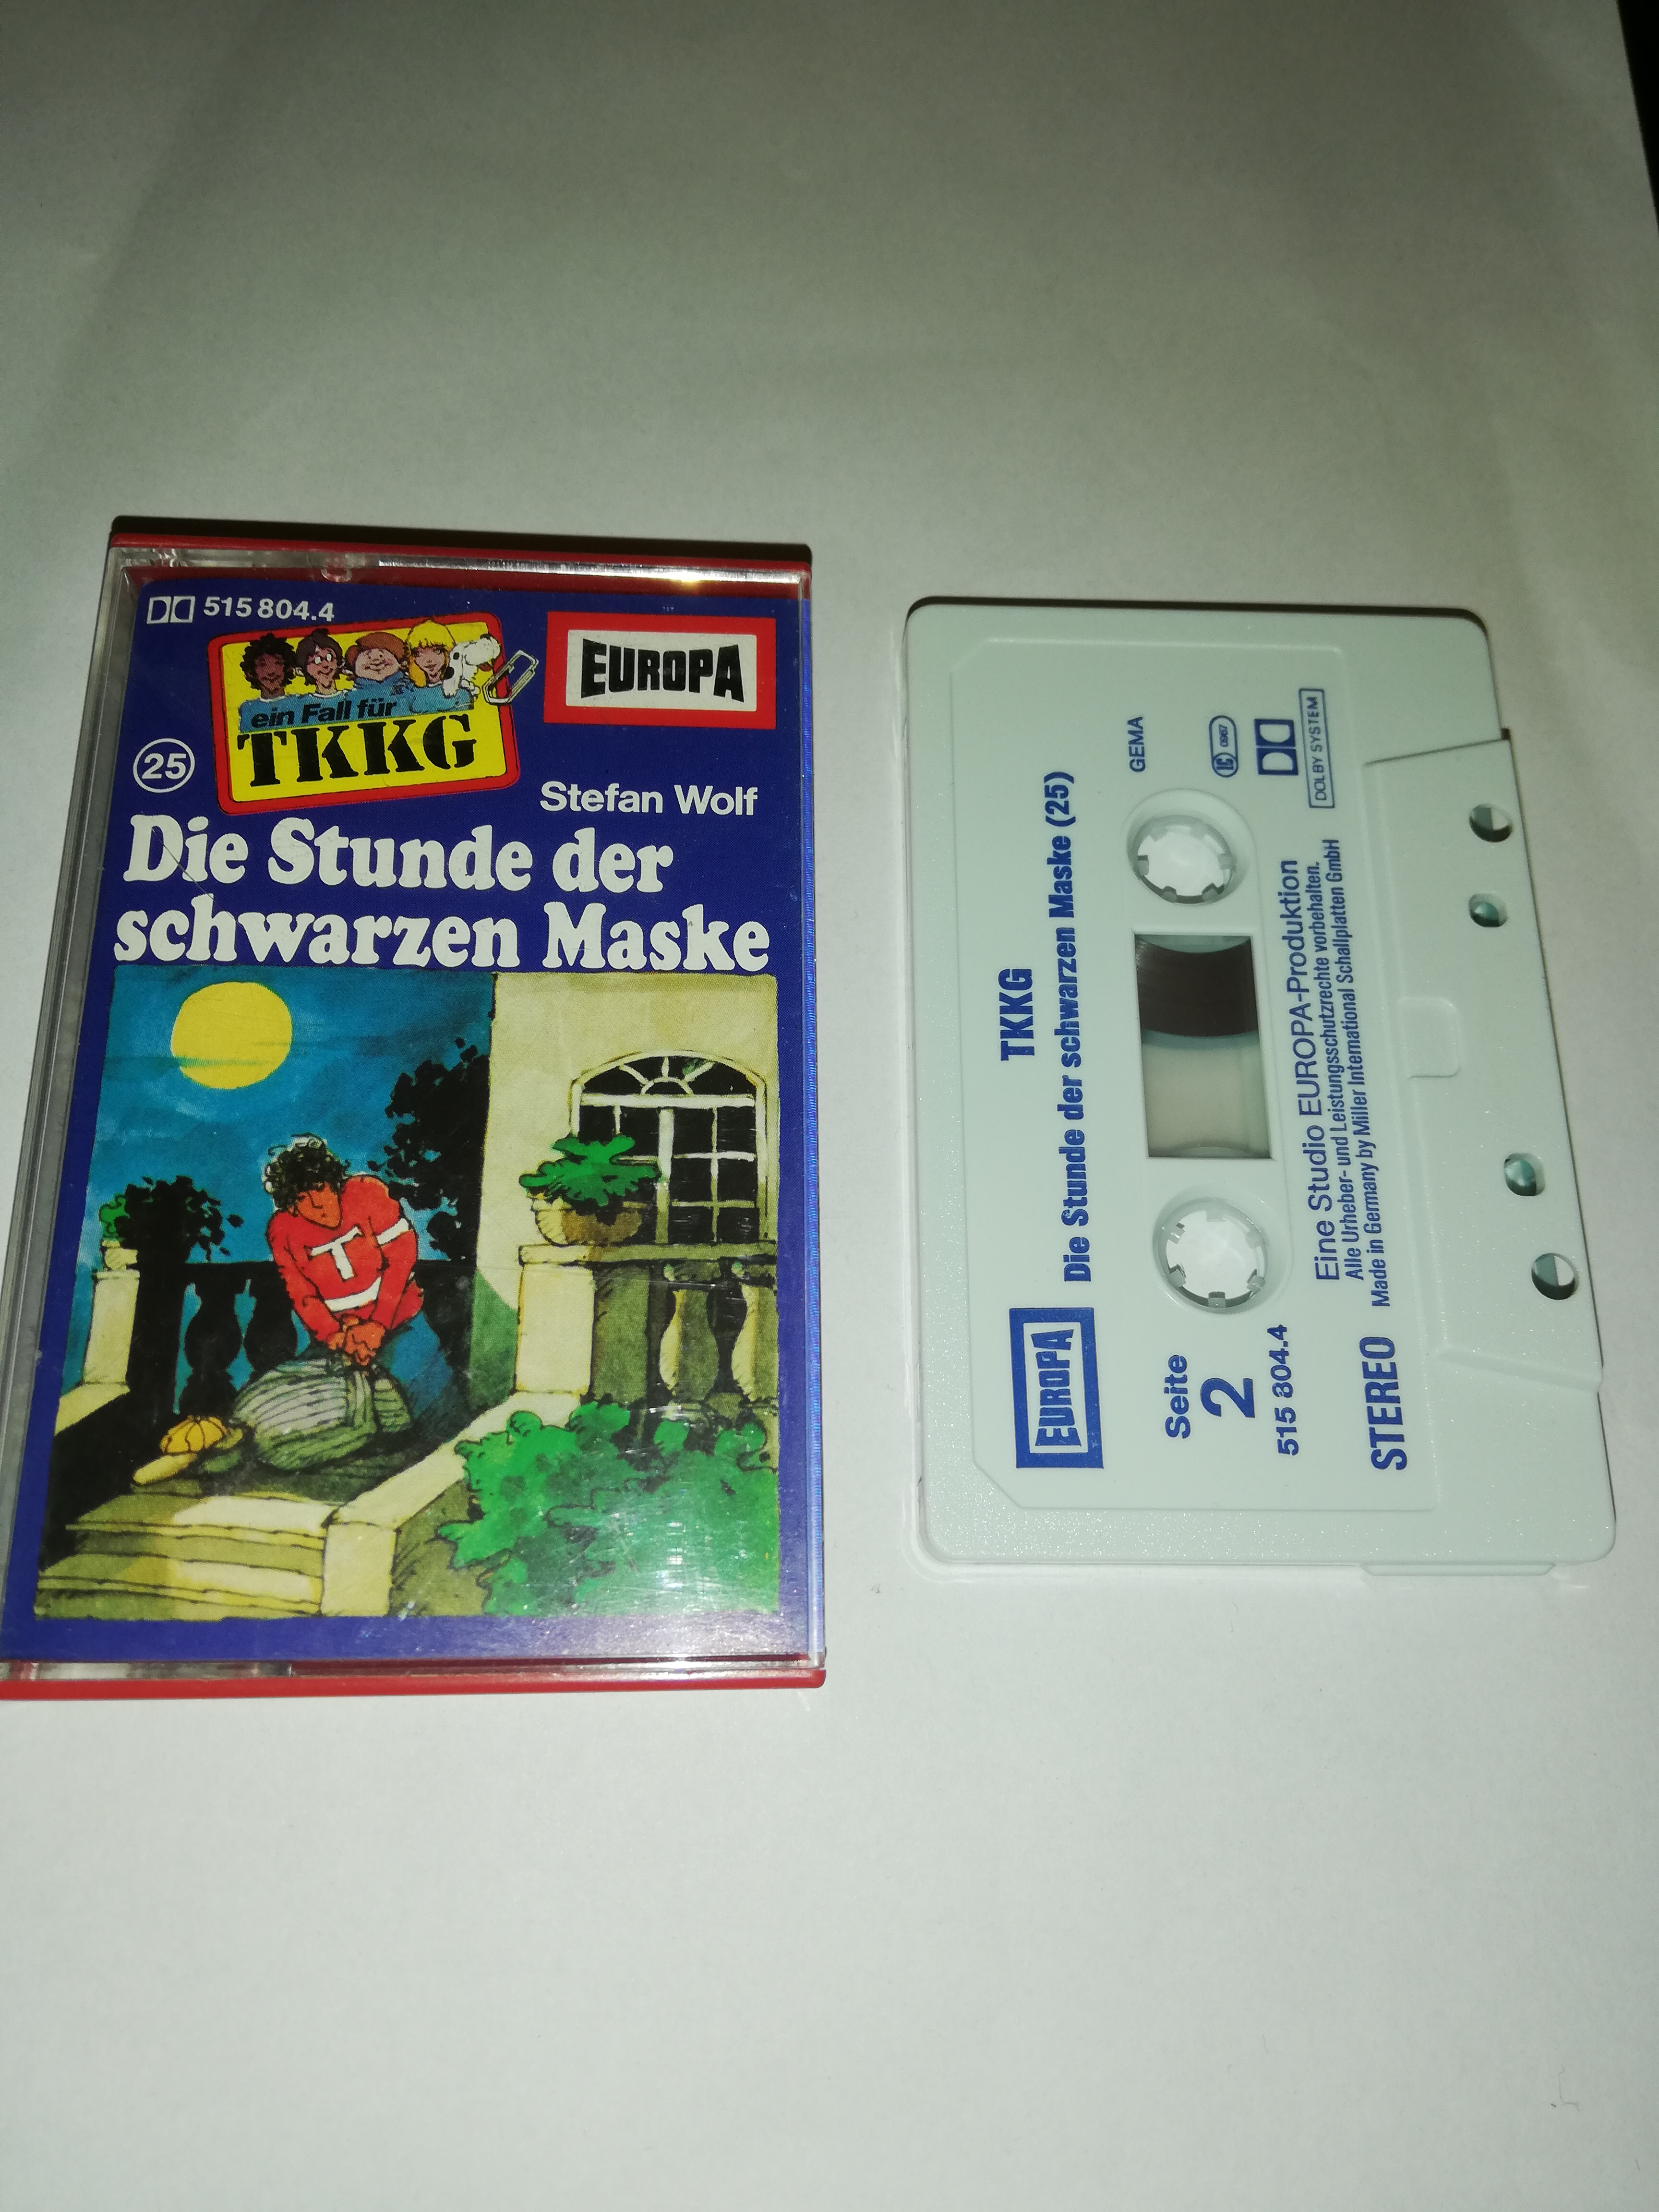 515 804.4
EUROPA
ein Fall für
TKKG
25
Stefan Wolf
Die Stunde der
schwarzen Maske
T
EUROPA
TKKG
Die Stunde der schwarzen Maske (25)
GEMA
Seite
2
515 804.4
LC 0967
DOLBY SYSTEM
STEREO
Eine Studio EUROPA-Produktion
Alle Urheber- und Leistungsschutzrechte vorbehalten.
Made in Germany by Miller International Schallplatten GmbH